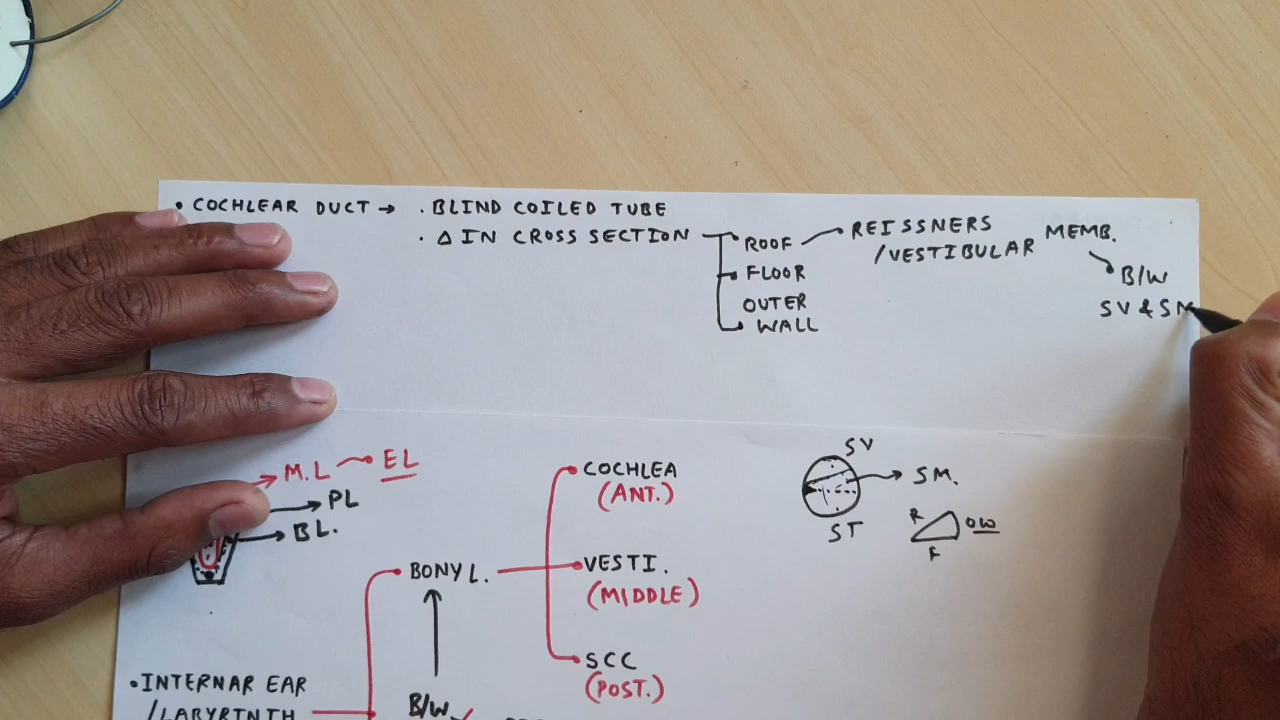 • COCHLEAR DUCT → . BLIND COILED TUBE
. Δ IN CROSS SECTION
ROOF
REISSNERS
/VESTIBULAR
MEMB.
B/W
SV & SM
FLOOR
OUTER
WALL
M.L
EL
PL
BL.
COCHLEA
(ANT.)
SV
SM.
ST
R
OW
F
BONY L.
VESTI.
(MIDDLE)
SCC
(POST.)
• INTERNAR EAR
/LABYRINTH
B/W